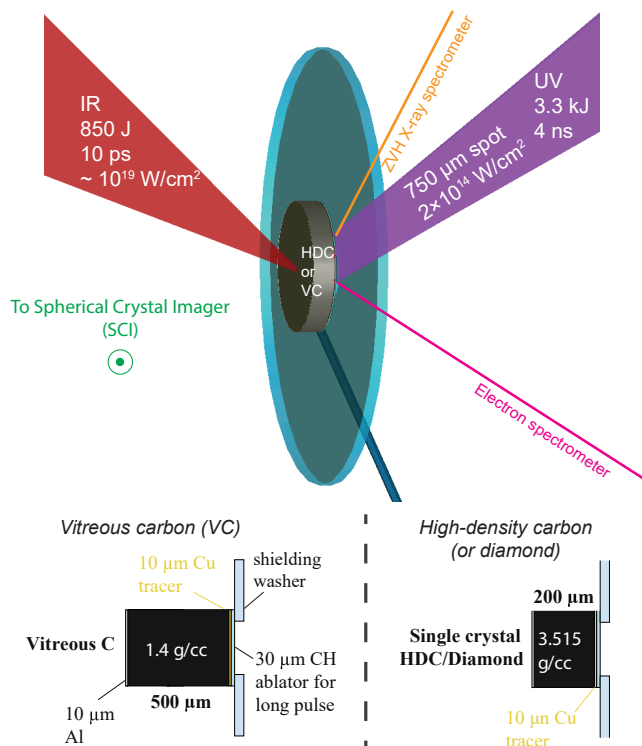 IR
850 J
10 ps
~ 10¹⁹ W/cm²
ZVH X-ray spectrometer
UV
3.3 kJ
4 ns
750 µm spot
2×10¹⁴ W/cm²
HDC
or
VC
To Spherical Crystal Imager
(SCI)
Electron spectrometer
Vitreous carbon (VC)
10 µm Cu
tracer
shielding
washer
Vitreous C
1.4 g/cc
30 µm CH
ablator for
long pulse
500 µm
10 µm
Al
High-density carbon
(or diamond)
200 µm
Single crystal
HDC/Diamond
3.515
g/cc
10 µm Cu
tracer